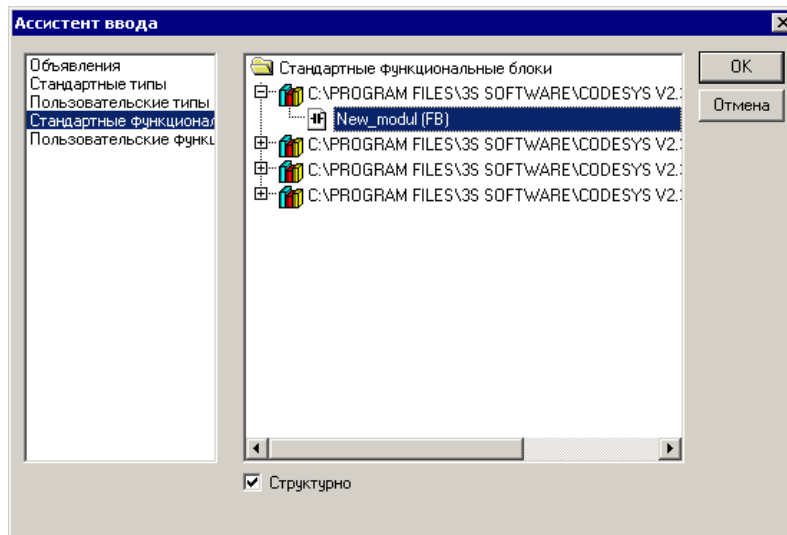 Ассистент ввода
Объявления
Стандартные типы
Пользовательские типы
Стандартные функционал
Пользовательские функц
Стандартные функциональные блоки
C:\PROGRAM FILES\3S SOFTWARE\CODESYS V2.
New_modul (FB)
C:\PROGRAM FILES\3S SOFTWARE\CODESYS V2.
C:\PROGRAM FILES\3S SOFTWARE\CODESYS V2.
C:\PROGRAM FILES\3S SOFTWARE\CODESYS V2.
OK
Отмена
Структурно